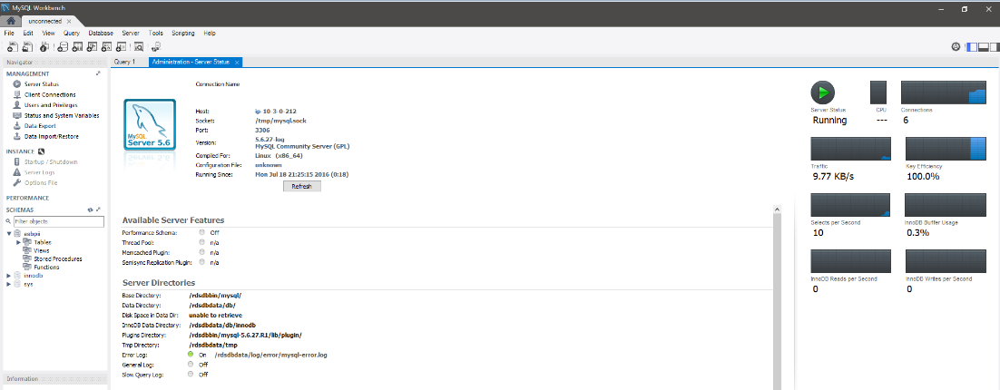 MySQL Workbench
unconnected
File Edit View Query Database Server Tools Scripting Help
Navigator
MANAGEMENT
Server Status
Client Connections
Users and Privileges
Status and System Variables
Data Export
Data Import/Restore
INSTANCE
Startup / Shutdown
Server Logs
Options File
PERFORMANCE
SCHEMAS
Filter objects
Tables
Views
Stored Procedures
Functions
innodb
sys
Information
Query 1
Administration - Server Status
Connection Name
MySQL
Server 5.6
Host: ip-10-3-0-212
Socket: /tmp/mysql.sock
Port: 3306
Version: 5.6.27-log
MySQL Community Server (GPL)
Compiled For: Linux (x86_64)
Configuration File: unknown
Running Since: Mon Jul 18 21:25:15 2016 (0:18)
Refresh
Available Server Features
Performance Schema: Off
Thread Pool: n/a
Memcached Plugin: n/a
Semisync Replication Plugin: n/a
Server Directories
Base Directory: /rdsdbbin/mysql/
Data Directory: /rdsdbdata/db/
Disk Space in Data Dir: unable to retrieve
InnoDB Data Directory: /rdsdbdata/db/innodb
Plugins Directory: /rdsdbbin/mysql-5.6.27.R1/lib/plugin/
Tmp Directory: /rdsdbdata/tmp
Error Log: On /rdsdbdata/log/error/mysql-error.log
General Log: Off
Slow Query Log: Off
Server Status CPU Connections
Running --- 6
Traffic Key Efficiency
9.77 KB/s 100.0%
Selects per Second InnoDB Buffer Usage
10 0.3%
InnoDB Reads per Second InnoDB Writes per Second
0 0